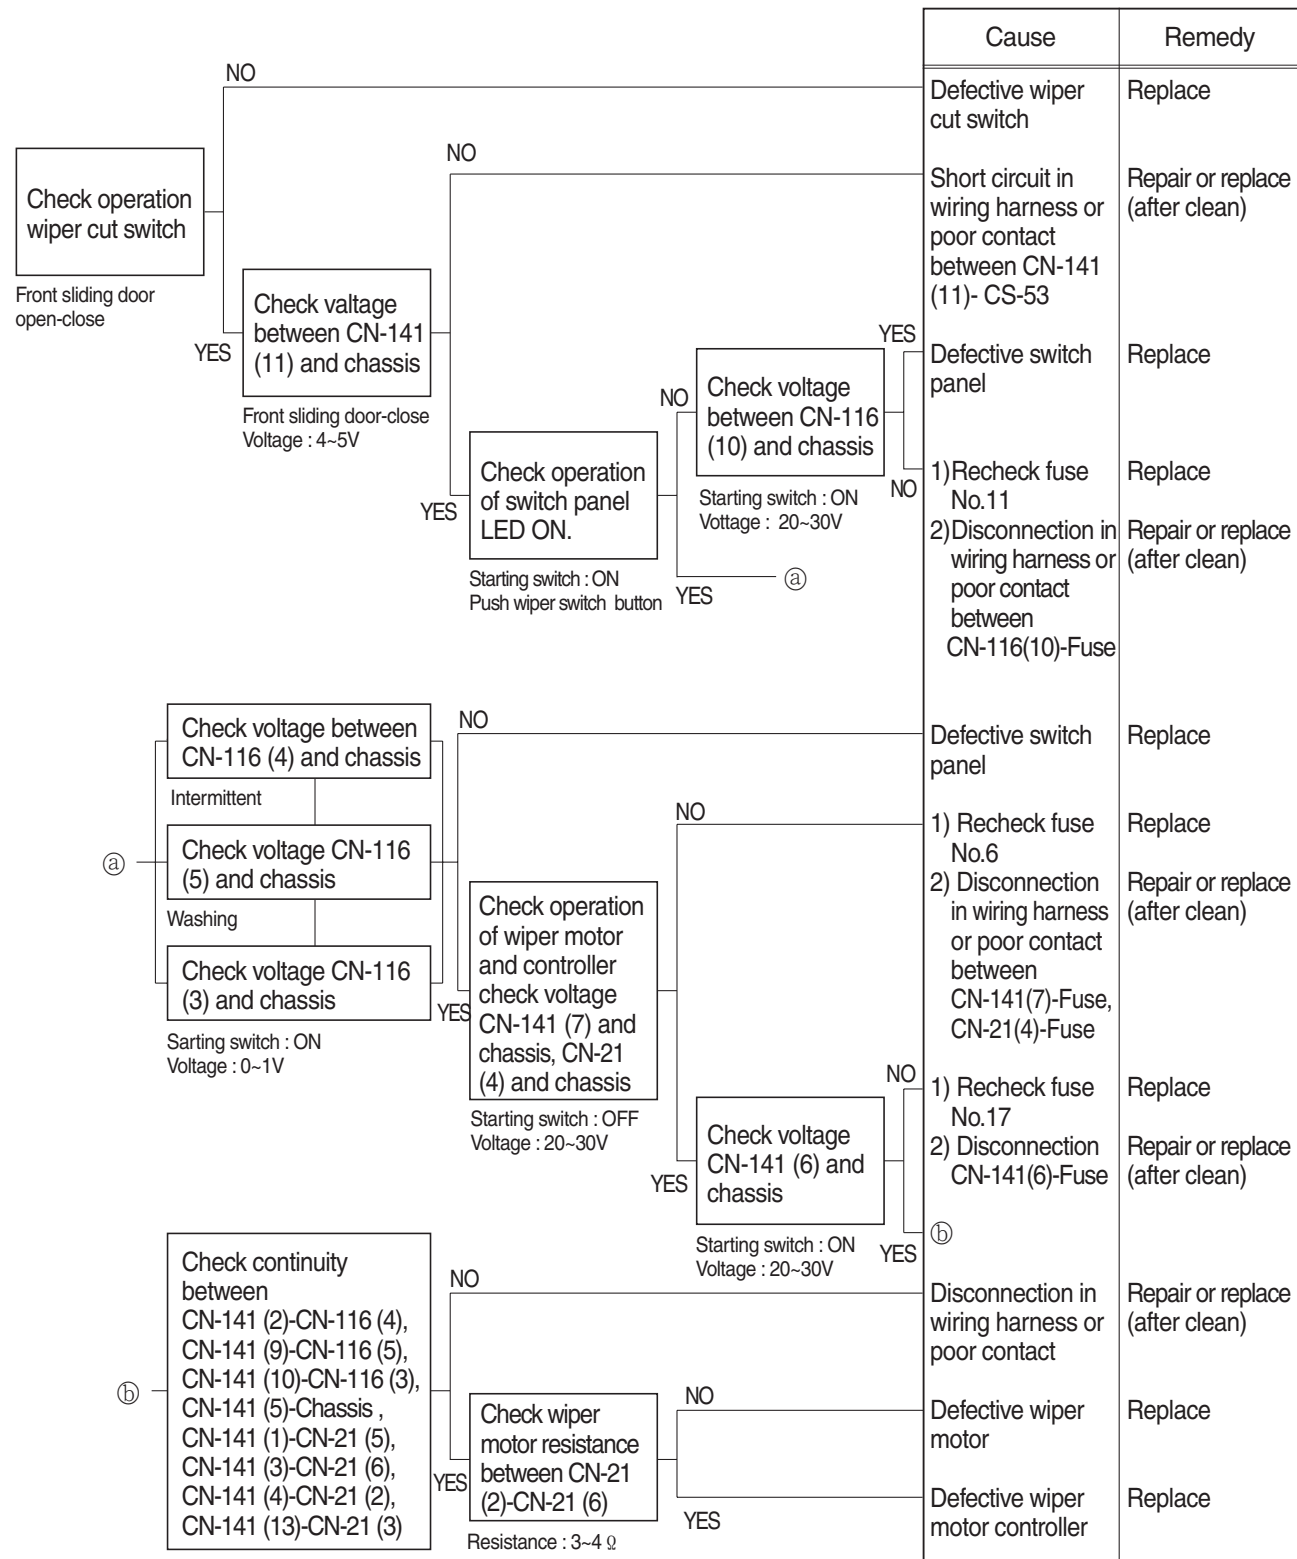 Cause
Remedy
NO
Defective wiper
cut switch
Replace
NO
Check operation
wiper cut switch
Front sliding door
open-close
Short circuit in
wiring harness or
poor contact
between CN-141
(11)- CS-53
Repair or replace
(after clean)
YES
Check valtage
between CN-141
(11) and chassis
Front sliding door-close
Voltage : 4~5V
YES
Defective switch
panel
Replace
NO
Check voltage
between CN-116
(10) and chassis
Starting switch : ON
Vottage : 20~30V
YES
Check operation
of switch panel
LED ON.
Starting switch : ON
Push wiper switch button
NO
1)Recheck fuse
No.11
Replace
2)Disconnection in
wiring harness or
poor contact
between
CN-116(10)-Fuse
Repair or replace
(after clean)
YES
ⓐ
Check voltage between
CN-116 (4) and chassis
Intermittent
NO
Defective switch
panel
Replace
ⓐ
Check voltage CN-116
(5) and chassis
Washing
Check voltage CN-116
(3) and chassis
Sarting switch : ON
Voltage : 0~1V
NO
1) Recheck fuse
No.6
Replace
2) Disconnection
in wiring harness
or poor contact
between
CN-141(7)-Fuse,
CN-21(4)-Fuse
Repair or replace
(after clean)
YES
Check operation
of wiper motor
and controller
check voltage
CN-141 (7) and
chassis, CN-21
(4) and chassis
Starting switch : OFF
Voltage : 20~30V
NO
1) Recheck fuse
No.17
Replace
2) Disconnection
CN-141(6)-Fuse
Repair or replace
(after clean)
YES
Check voltage
CN-141 (6) and
chassis
Starting switch : ON
Voltage : 20~30V
YES
ⓑ
ⓑ
Check continuity
between
CN-141 (2)-CN-116 (4),
CN-141 (9)-CN-116 (5),
CN-141 (10)-CN-116 (3),
CN-141 (5)-Chassis ,
CN-141 (1)-CN-21 (5),
CN-141 (3)-CN-21 (6),
CN-141 (4)-CN-21 (2),
CN-141 (13)-CN-21 (3)
NO
Disconnection in
wiring harness or
poor contact
Repair or replace
(after clean)
YES
Check wiper
motor resistance
between CN-21
(2)-CN-21 (6)
Resistance : 3~4 Ω
NO
Defective wiper
motor
Replace
YES
Defective wiper
motor controller
Replace